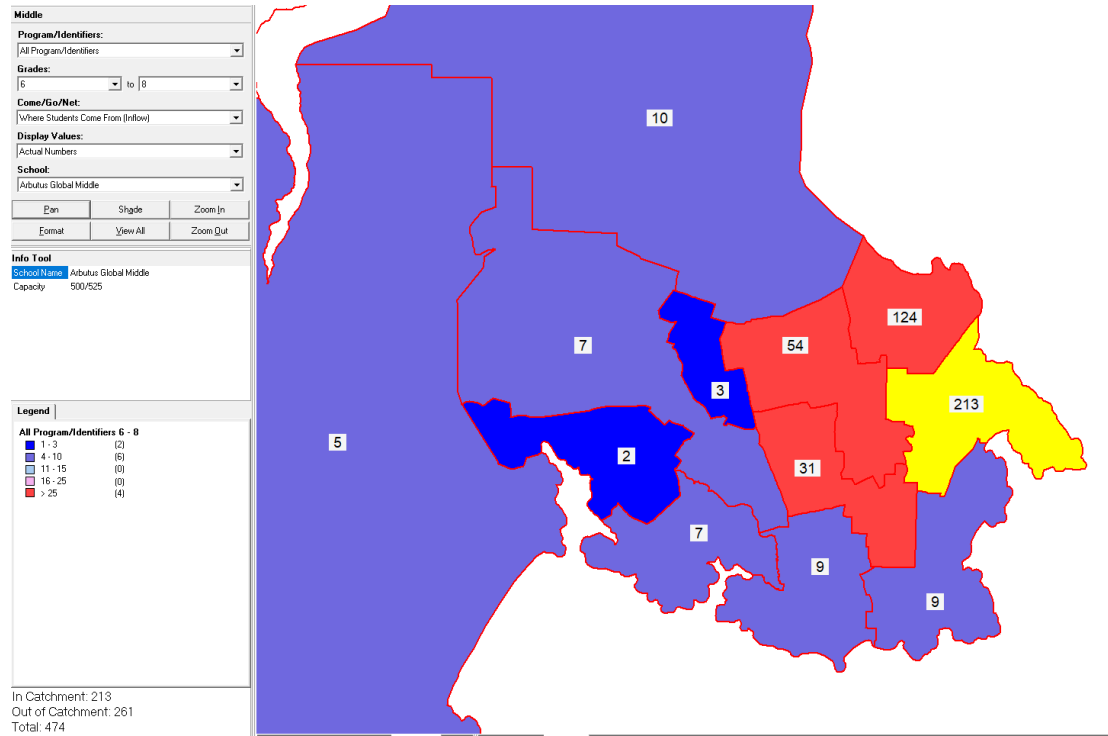 Middle
Program/Identifiers:
All Program/Identifiers
Grades:
6 to 8
Come/Go/Net:
Where Students Come From (Inflow)
Display Values:
Actual Numbers
School:
Arbutus Global Middle
Pan Shade Zoom In
Format View All Zoom Out
Info Tool
School Name Arbutus Global Middle
Capacity 500/525
Legend
All Program/Identifiers 6 - 8
1 - 3 (2)
4 - 10 (6)
11 - 15 (0)
16 - 25 (0)
> 25 (4)
In Catchment: 213
Out of Catchment: 261
Total: 474
10
124
54
7
3
213
5
2
31
7
9
9